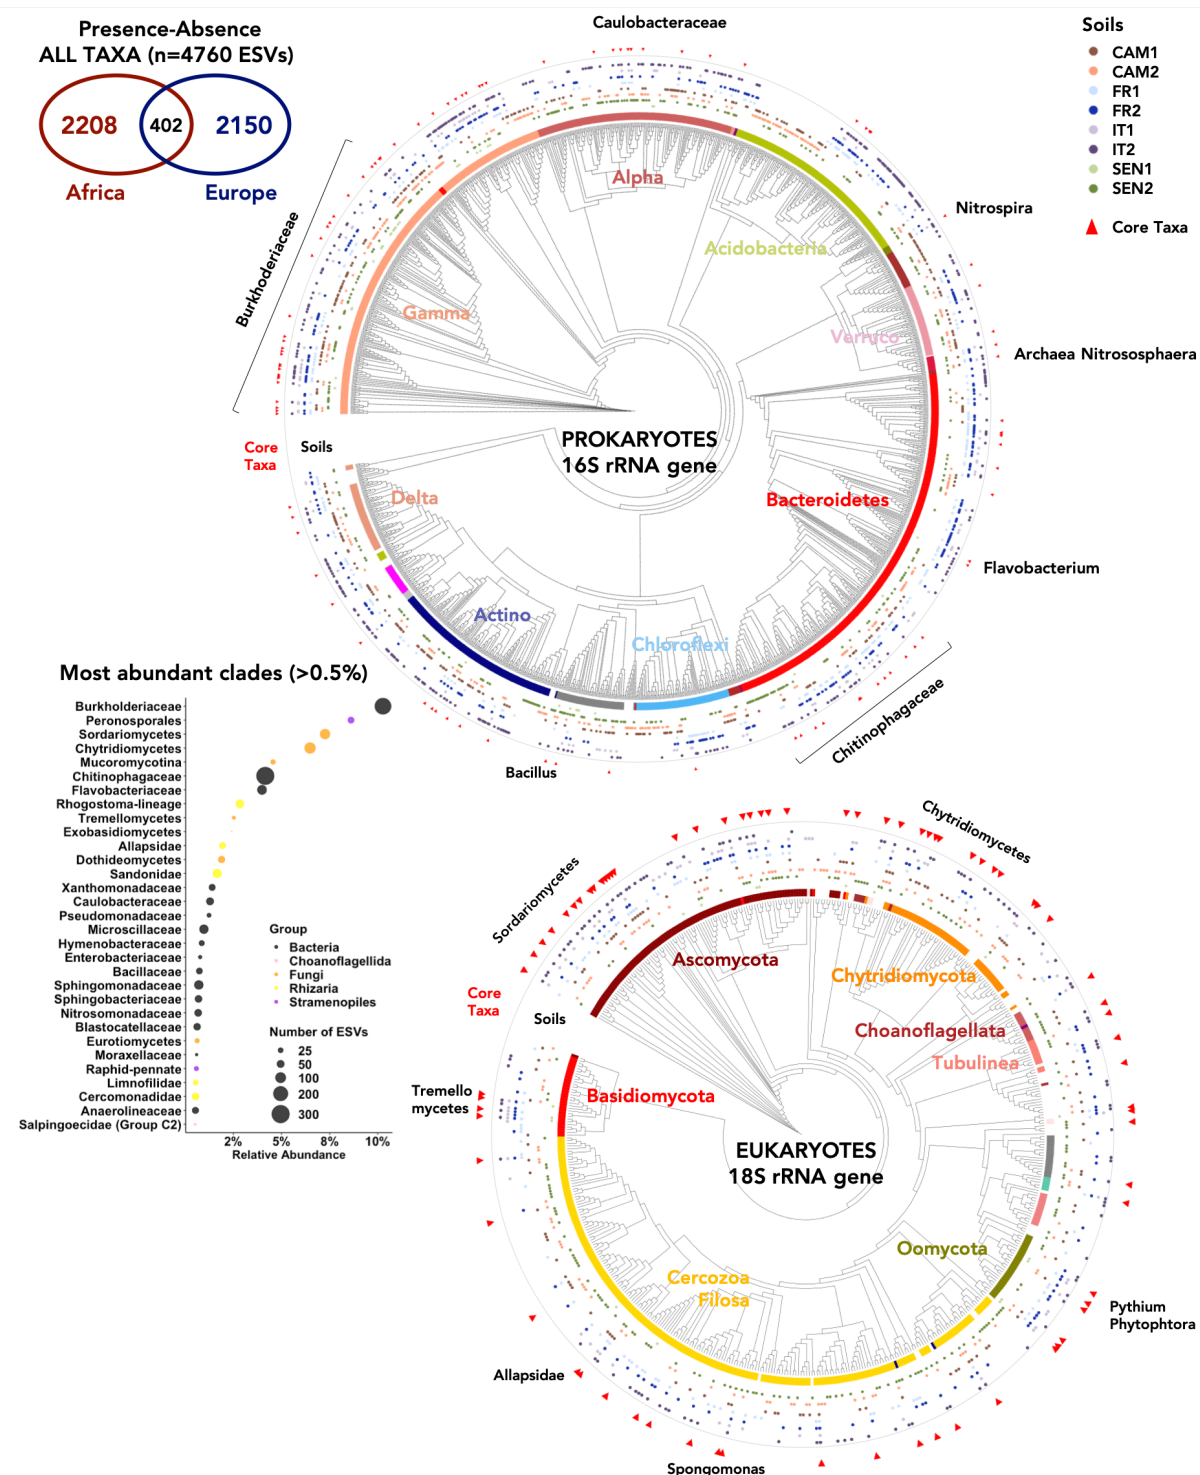 Presence-Absence
ALL TAXA (n=4760 ESVs)
2208
402
2150
Africa
Europe
Caulobacteraceae
Soils
CAM1
CAM2
FR1
FR2
IT1
IT2
SEN1
SEN2
Core Taxa
Burkhoderiaceae
Alpha
Acidobacteria
Nitrospira
Gamma
Verruco
Archaea Nitrososphaera
Core
Taxa
Soils
PROKARYOTES
16S rRNA gene
Delta
Bacteroidetes
Flavobacterium
Actino
Chloroflexi
Chitinophagaceae
Bacillus
Most abundant clades (>0.5%)
Burkholderiaceae
Peronosporales
Sordariomycetes
Chytridiomycetes
Mucoromycotina
Chitinophagaceae
Flavobacteriaceae
Rhogostoma-lineage
Tremellomycetes
Exobasidiomycetes
Allapsidae
Dothideomycetes
Sandonidae
Xanthomonadaceae
Caulobacteraceae
Pseudomonadaceae
Microscillaceae
Hymenobacteraceae
Enterobacteriaceae
Bacillaceae
Sphingomonadaceae
Sphingobacteriaceae
Nitrosomonadaceae
Blastocatellaceae
Eurotiomycetes
Moraxellaceae
Raphid-pennate
Limnofilidae
Cercomonadidae
Anaerolineaceae
Salpingoecidae (Group C2)
2%
5%
8%
10%
Relative Abundance
Group
Bacteria
Choanoflagellida
Fungi
Rhizaria
Stramenopiles
Number of ESVs
25
50
100
200
300
Chytridiomycetes
Sordariomycetes
Core
Taxa
Soils
Ascomycota
Chytridiomycota
Choanoflagellata
Tubulinea
Tremello
mycetes
Basidiomycota
EUKARYOTES
18S rRNA gene
Oomycota
Cercozoa
Filosa
Pythium
Phytophtora
Allapsidae
Spongomonas